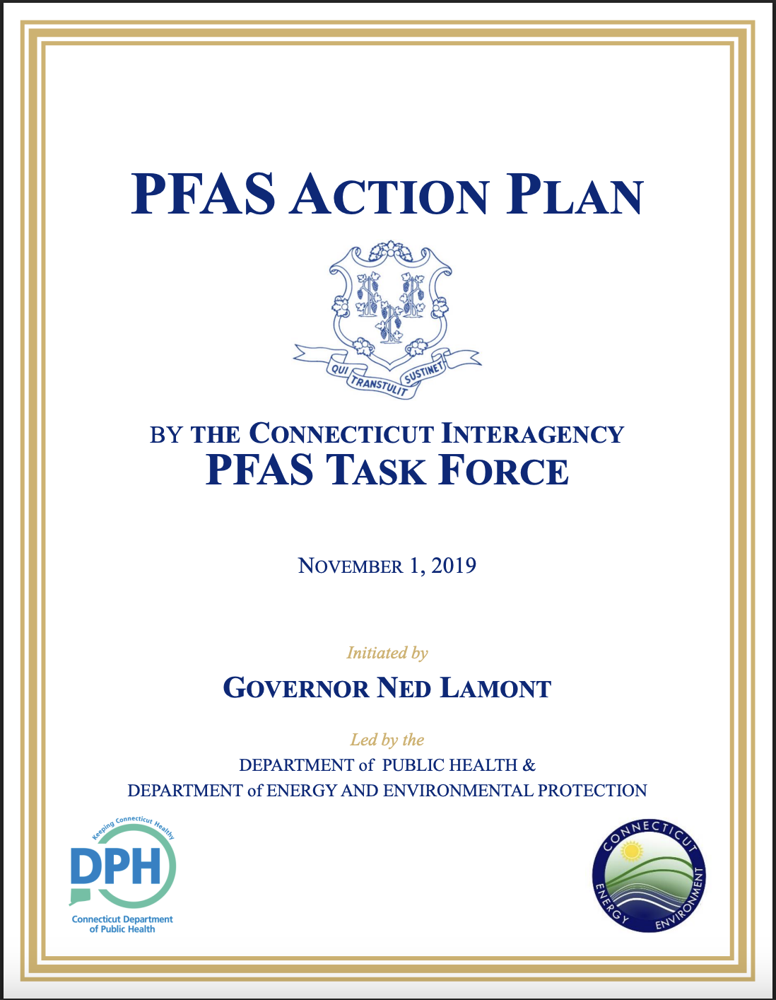 PFAS ACTION PLAN
QUI TRANSTULIT SUSTINET
BY THE CONNECTICUT INTERAGENCY
PFAS TASK FORCE
NOVEMBER 1, 2019
Initiated by
GOVERNOR NED LAMONT
Led by the
DEPARTMENT of PUBLIC HEALTH &
DEPARTMENT of ENERGY AND ENVIRONMENTAL PROTECTION
Keeping Connecticut Healthy
DPH
Connecticut Department
of Public Health
CONNECTICUT
ENERGY ENVIRONMENT